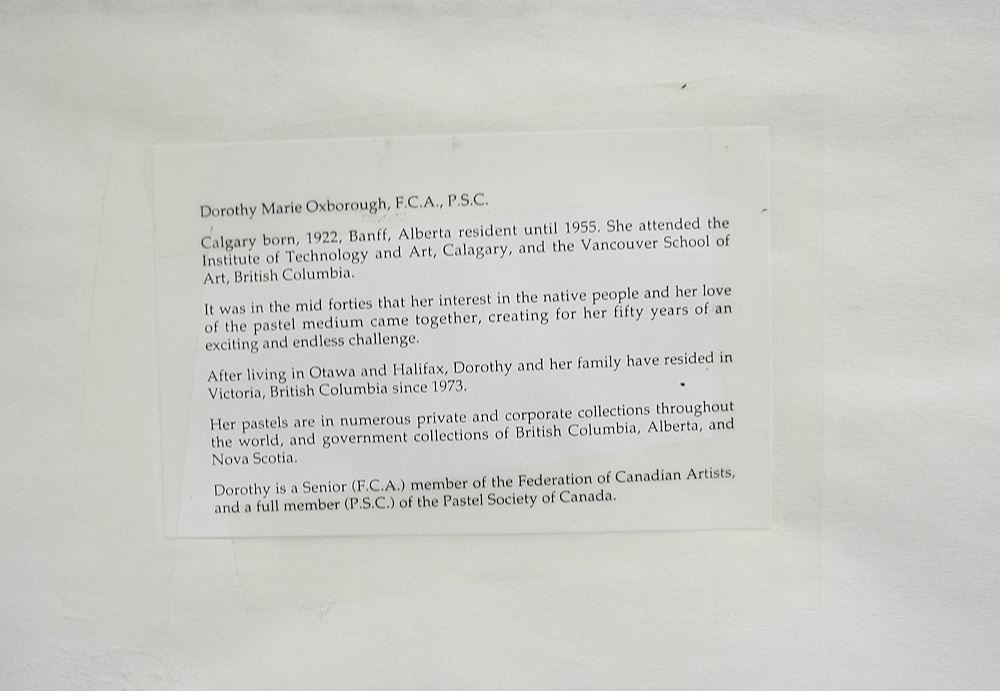 Dorothy Marie Oxborough, F.C.A., P.S.C.
Calgary born, 1922, Banff, Alberta resident until 1955. She attended the
Institute of Technology and Art, Calagary, and the Vancouver School of
Art, British Columbia.
It was in the mid forties that her interest in the native people and her love
of the pastel medium came together, creating for her fifty years of an
exciting and endless challenge.
After living in Otawa and Halifax, Dorothy and her family have resided in
Victoria, British Columbia since 1973.
Her pastels are in numerous private and corporate collections throughout
the world, and government collections of British Columbia, Alberta, and
Nova Scotia.
Dorothy is a Senior (F.C.A.) member of the Federation of Canadian Artists,
and a full member (P.S.C.) of the Pastel Society of Canada.